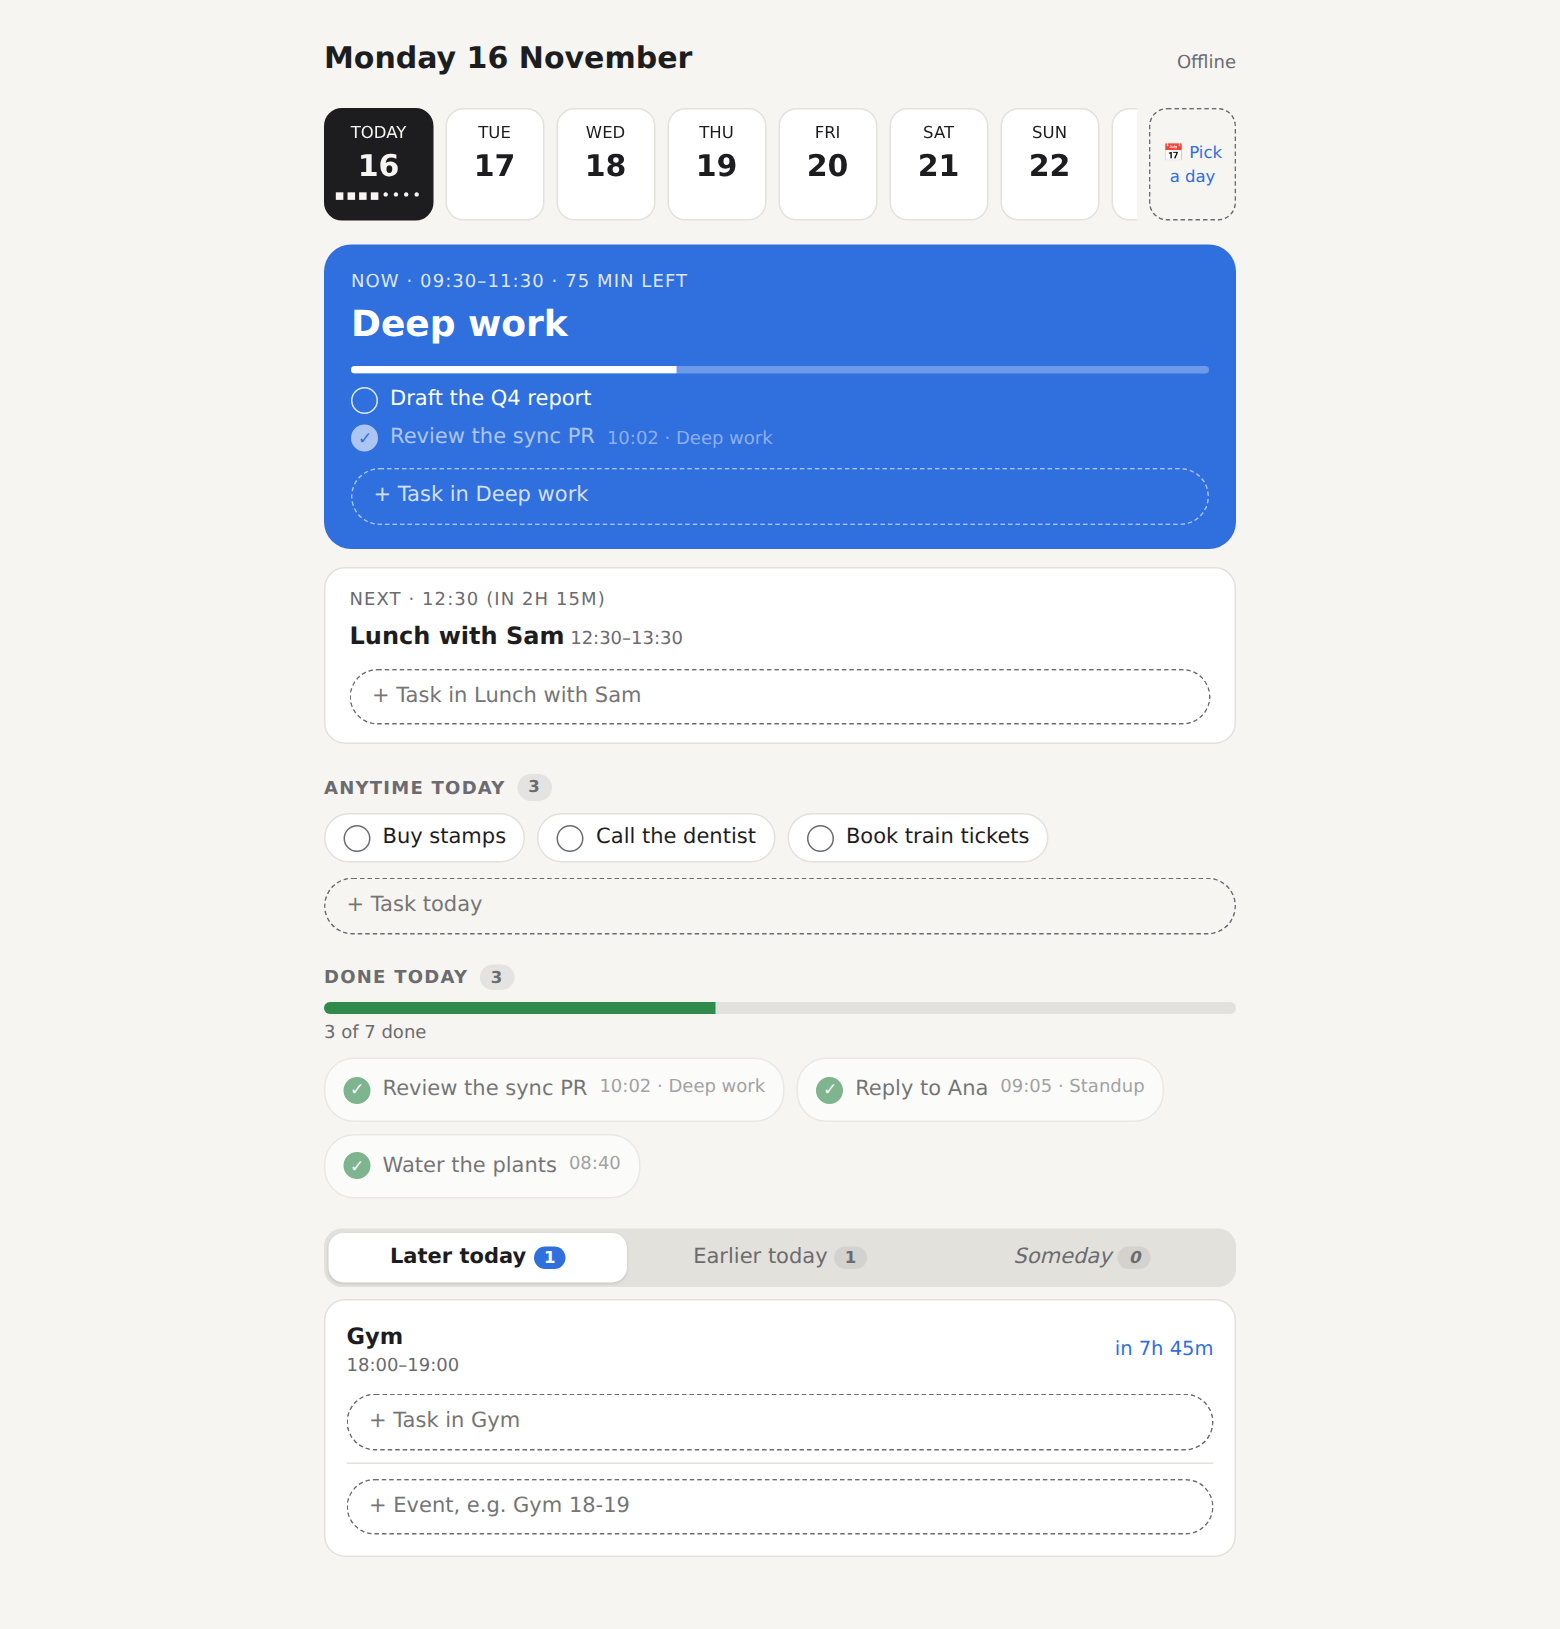 Monday 16 November
Offline
TODAY
16
TUE
17
WED
18
THU
19
FRI
20
SAT
21
SUN
22
📅 Pick
a day
NOW · 09:30–11:30 · 75 MIN LEFT
Deep work
Draft the Q4 report
✓ Review the sync PR 10:02 · Deep work
+ Task in Deep work
NEXT · 12:30 (IN 2H 15M)
Lunch with Sam 12:30–13:30
+ Task in Lunch with Sam
ANYTIME TODAY 3
Buy stamps
Call the dentist
Book train tickets
+ Task today
DONE TODAY 3
3 of 7 done
✓ Review the sync PR 10:02 · Deep work
✓ Reply to Ana 09:05 · Standup
✓ Water the plants 08:40
Later today 1
Earlier today 1
Someday 0
Gym
18:00–19:00
in 7h 45m
+ Task in Gym
+ Event, e.g. Gym 18-19